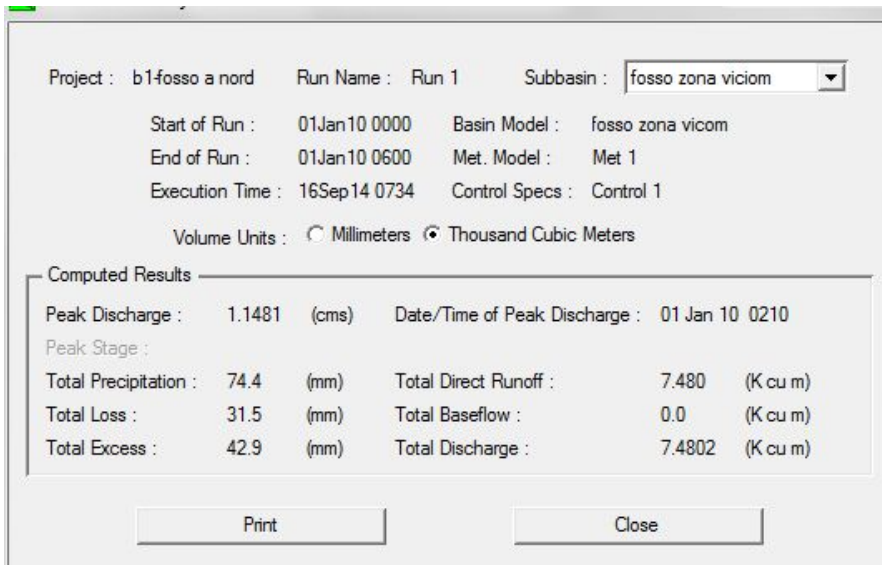 Project : b1-fosso a nord Run Name : Run 1 Subbasin : fosso zona viciom
Start of Run : 01Jan10 0000 Basin Model : fosso zona vicom
End of Run : 01Jan10 0600 Met. Model : Met 1
Execution Time : 16Sep14 0734 Control Specs : Control 1
Volume Units : Millimeters Thousand Cubic Meters
Computed Results
Peak Discharge : 1.1481 (cms) Date/Time of Peak Discharge : 01 Jan 10 0210
Peak Stage :
Total Precipitation : 74.4 (mm) Total Direct Runoff : 7.480 (K cu m)
Total Loss : 31.5 (mm) Total Baseflow : 0.0 (K cu m)
Total Excess : 42.9 (mm) Total Discharge : 7.4802 (K cu m)
Print Close